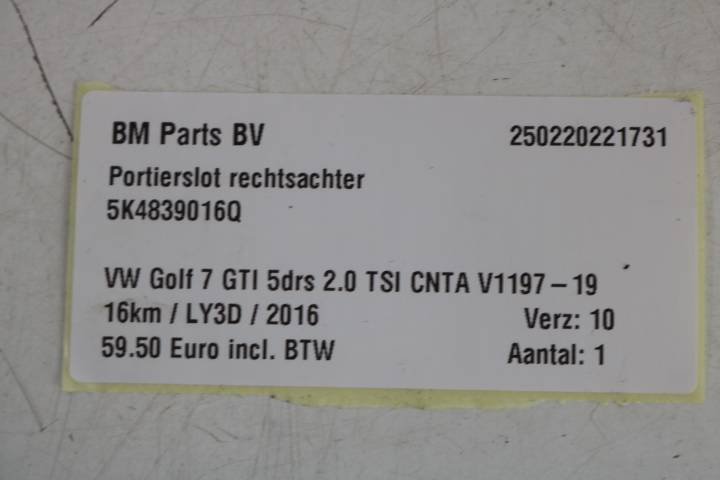 BM Parts BV 250220221731
Portierslot rechtsachter
5K4839016Q
VW Golf 7 GTI 5drs 2.0 TSI CNTA V1197-19
16km / LY3D / 2016 Verz: 10
59.50 Euro incl. BTW Aantal: 1